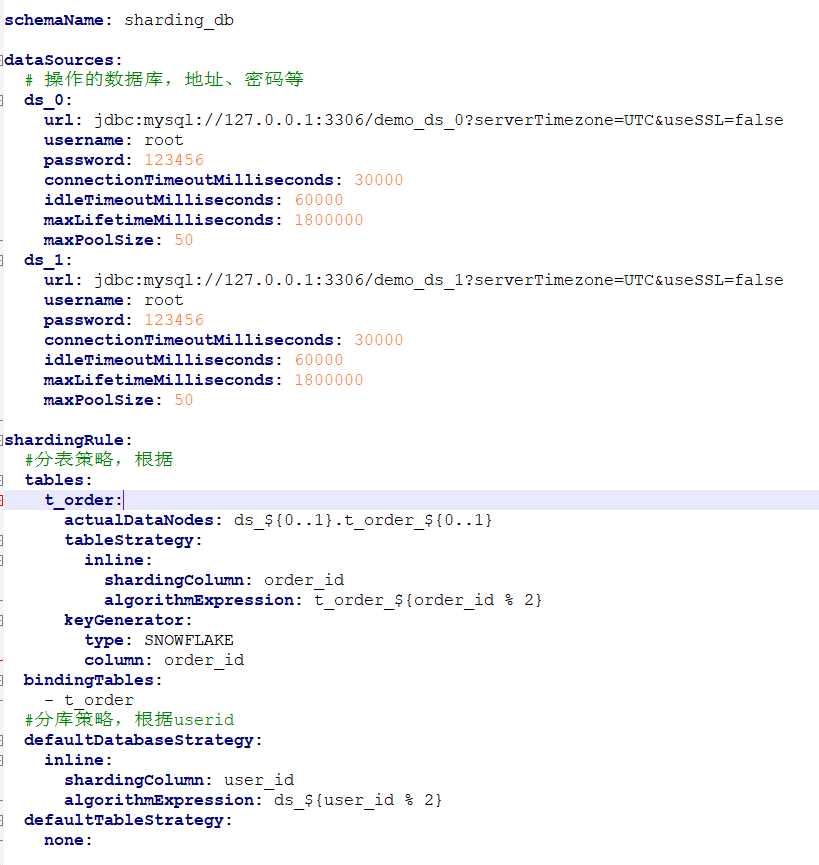 schemaName: sharding_db
dataSources:
# 操作的数据库，地址、密码等
ds_0:
url: jdbc:mysql://127.0.0.1:3306/demo_ds_0?serverTimezone=UTC&useSSL=false
username: root
password: 123456
connectionTimeoutMilliseconds: 30000
idleTimeoutMilliseconds: 60000
maxLifetimeMilliseconds: 1800000
maxPoolSize: 50
ds_1:
url: jdbc:mysql://127.0.0.1:3306/demo_ds_1?serverTimezone=UTC&useSSL=false
username: root
password: 123456
connectionTimeoutMilliseconds: 30000
idleTimeoutMilliseconds: 60000
maxLifetimeMilliseconds: 1800000
maxPoolSize: 50
shardingRule:
#分表策略，根据
tables:
t_order:
actualDataNodes: ds_${0..1}.t_order_${0..1}
tableStrategy:
inline:
shardingColumn: order_id
algorithmExpression: t_order_${order_id % 2}
keyGenerator:
type: SNOWFLAKE
column: order_id
bindingTables:
- t_order
#分库策略，根据userid
defaultDatabaseStrategy:
inline:
shardingColumn: user_id
algorithmExpression: ds_${user_id % 2}
defaultTableStrategy:
none: